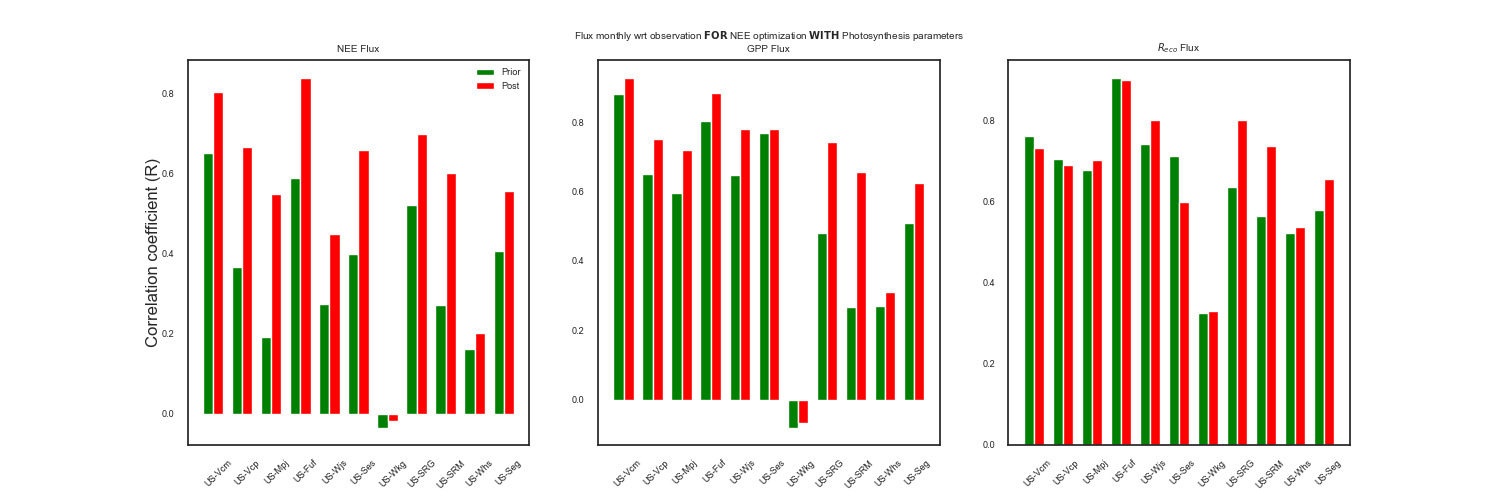 Flux monthly wrt observation FOR NEE optimization WITH Photosynthesis parameters
NEE Flux
Correlation coefficient (R)
0.8
0.6
0.4
0.2
0.0
Prior
Post
US-Vcm
US-Vcp
US-Mpj
US-Fuf
US-Wjs
US-Ses
US-Wkg
US-SRG
US-SRM
US-Whs
US-Seg
GPP Flux
0.8
0.6
0.4
0.2
0.0
US-Vcm
US-Vcp
US-Mpj
US-Fuf
US-Wjs
US-Ses
US-Wkg
US-SRG
US-SRM
US-Whs
US-Seg
Reco Flux
0.8
0.6
0.4
0.2
0.0
US-Vcm
US-Vcp
US-Mpj
US-Fuf
US-Wjs
US-Ses
US-Wkg
US-SRG
US-SRM
US-Whs
US-Seg